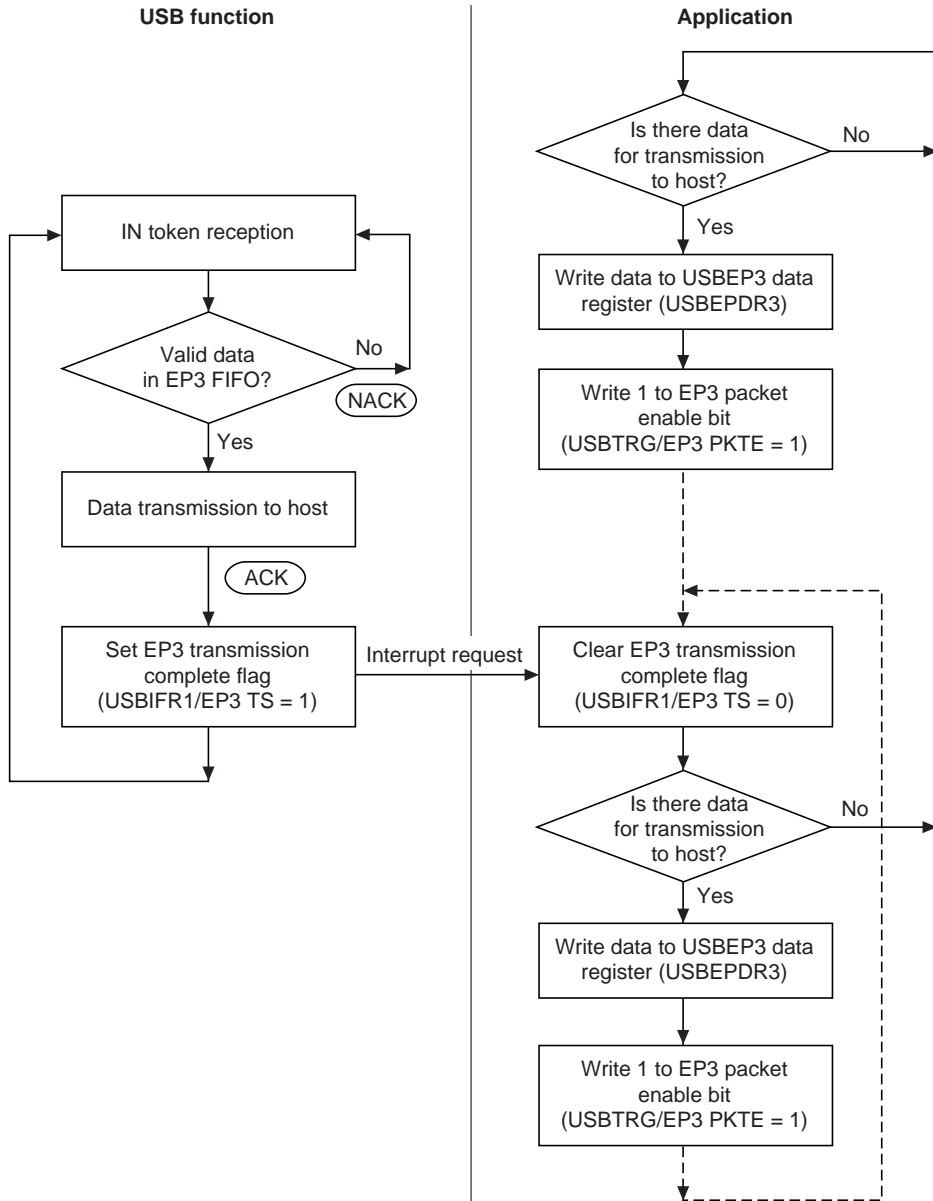 USB function
Application
Is there data
for transmission
to host?
No
Yes
IN token reception
Write data to USBEP3 data
register (USBEPDR3)
Valid data
in EP3 FIFO?
No
NACK
Yes
Write 1 to EP3 packet
enable bit
(USBTRG/EP3 PKTE = 1)
Data transmission to host
ACK
Set EP3 transmission
complete flag
(USBIFR1/EP3 TS = 1)
Interrupt request
Clear EP3 transmission
complete flag
(USBIFR1/EP3 TS = 0)
Is there data
for transmission
to host?
No
Yes
Write data to USBEP3 data
register (USBEPDR3)
Write 1 to EP3 packet
enable bit
(USBTRG/EP3 PKTE = 1)